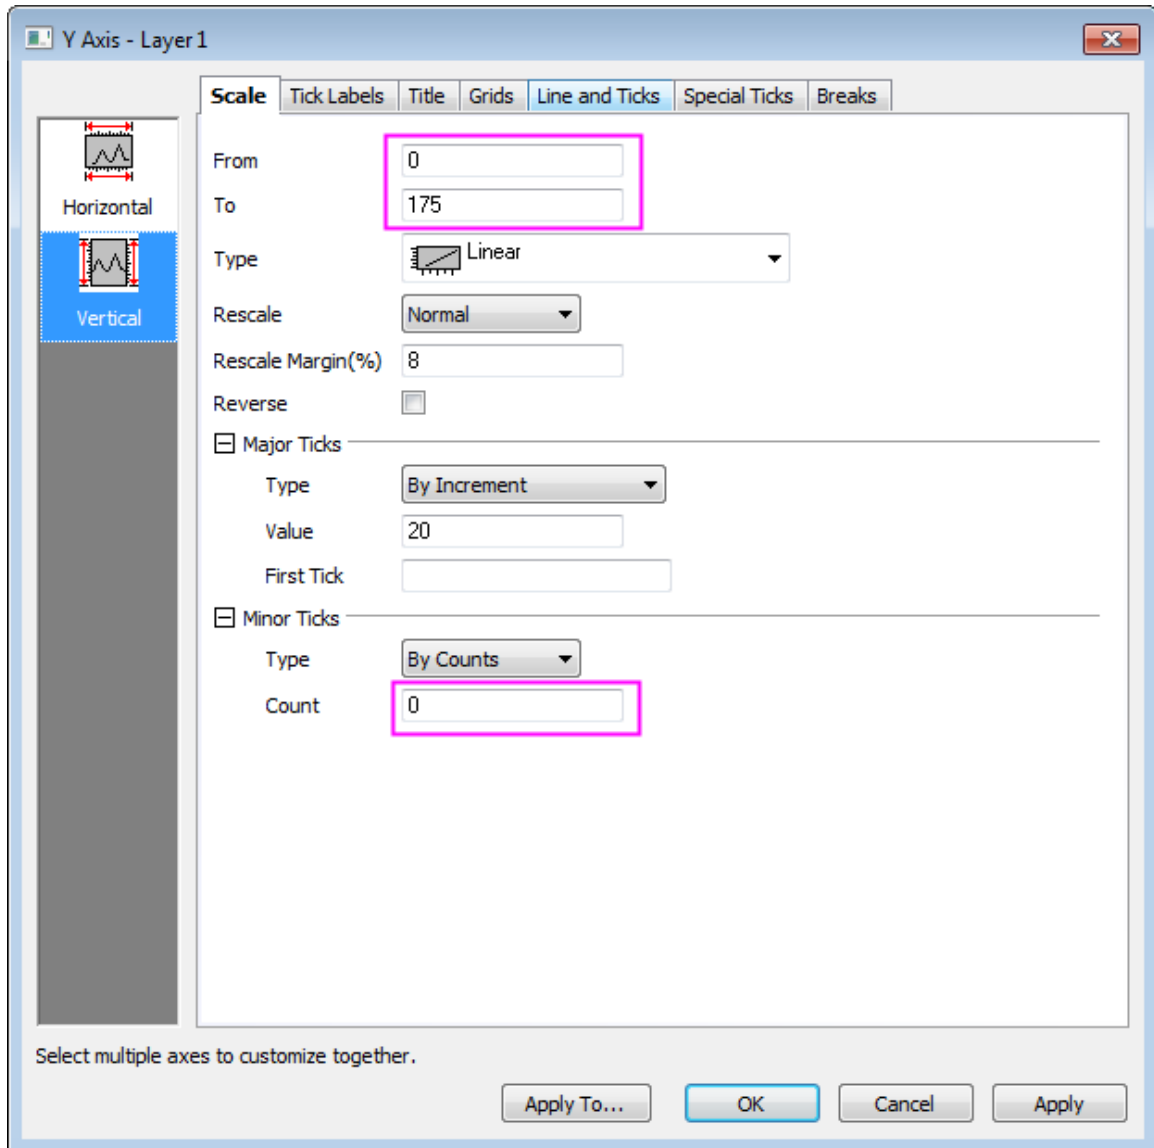 Y Axis - Layer 1
Scale Tick Labels Title Grids Line and Ticks Special Ticks Breaks
Horizontal
Vertical
From 0
To 175
Type Linear
Rescale Normal
Rescale Margin(%) 8
Reverse
Major Ticks
Type By Increment
Value 20
First Tick
Minor Ticks
Type By Counts
Count 0
Select multiple axes to customize together.
Apply To... OK Cancel Apply